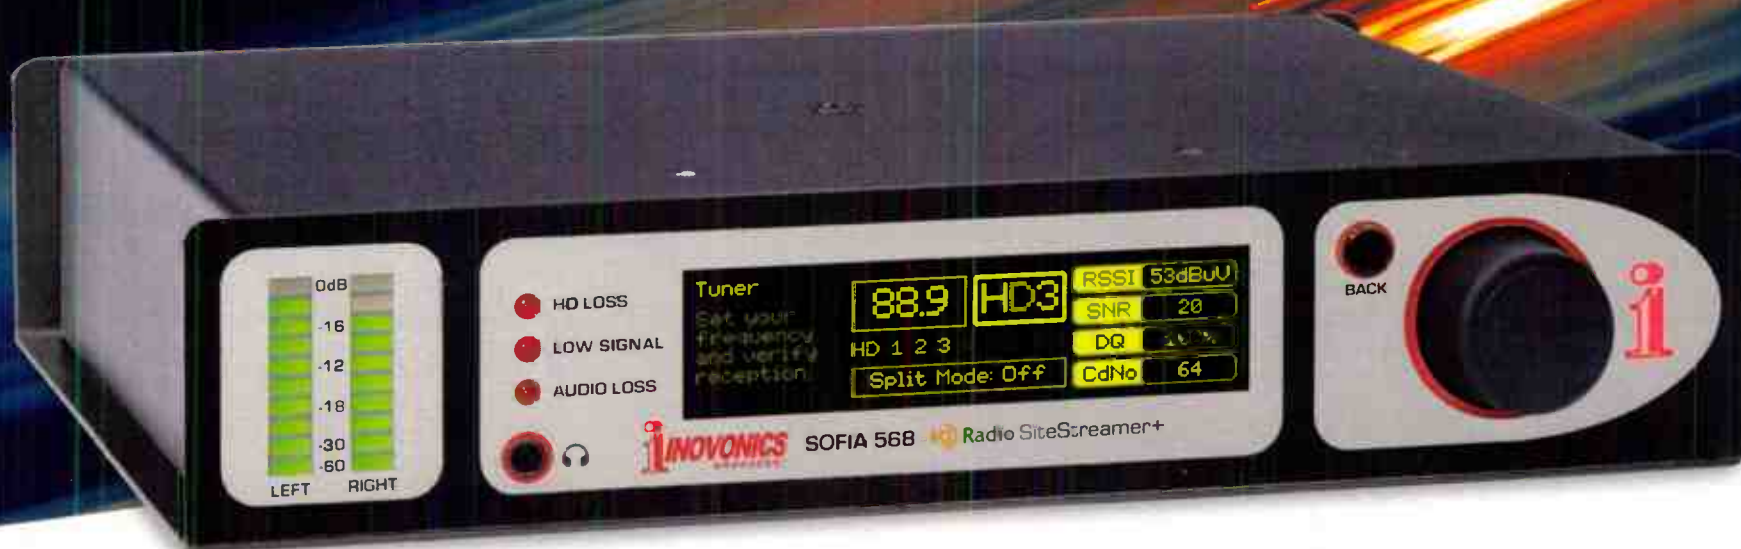 0dB
-16
-12
-18
-30
-60
LEFT
RIGHT
HD LOSS
LOW SIGNAL
AUDIO LOSS
Tuner
Set your
frequency
and verify
reception.
88.9
HD3
HD 1 2 3
Split Mode: Off
RSSI 53dBuV
SNR 20
DQ 100%
CdNo 64
INOVONICS
SOFIA 568
HD Radio SiteStreamer+
BACK